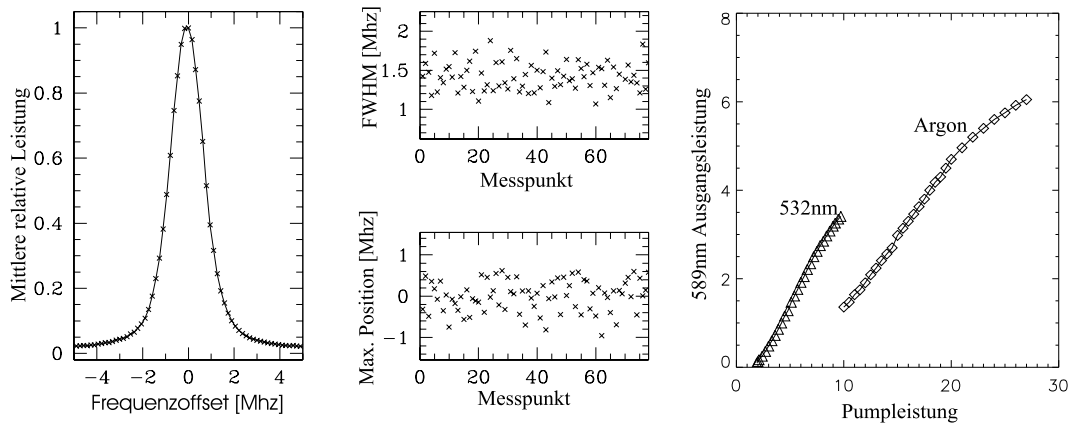 1
0.8
0.6
0.4
0.2
0
Mittlere relative Leistung
−4 −2 0 2 4
Frequenzoffset [Mhz]
2
1.5
1
FWHM [Mhz]
0 20 40 60
Messpunkt
1
0
−1
Max. Position [Mhz]
0 20 40 60
Messpunkt
8
6
4
2
0
589nm Ausgangsleistung
Argon
532nm
0 10 20 30
Pumpleistung